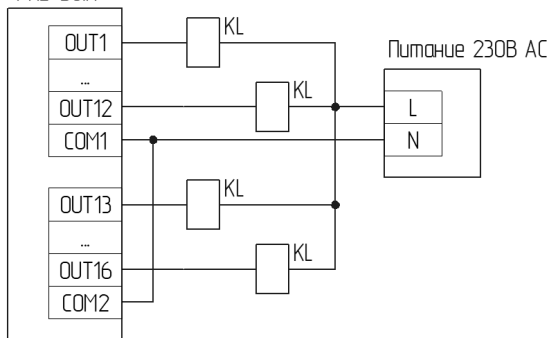 OUT1
KL
Питание 230В AC
...
KL
OUT12
L
COM1
N
OUT13
KL
...
KL
OUT16
COM2